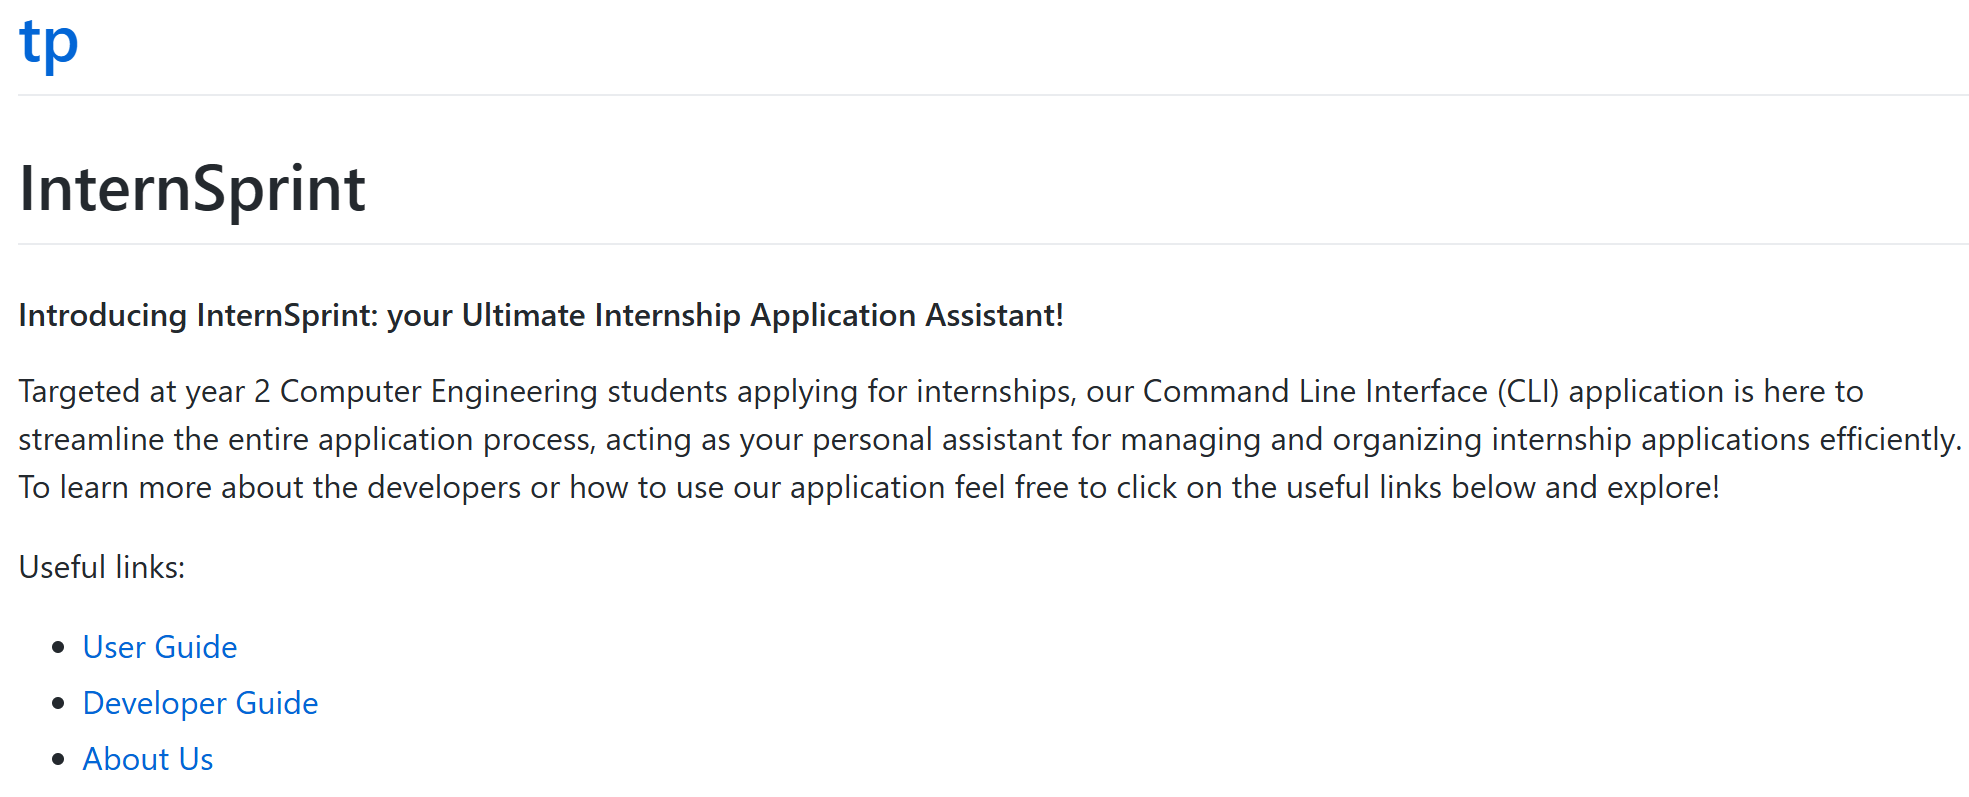 tp
InternSprint
Introducing InternSprint: your Ultimate Internship Application Assistant!
Targeted at year 2 Computer Engineering students applying for internships, our Command Line Interface (CLI) application is here to
streamline the entire application process, acting as your personal assistant for managing and organizing internship applications efficiently.
To learn more about the developers or how to use our application feel free to click on the useful links below and explore!
Useful links:
• User Guide
• Developer Guide
• About Us